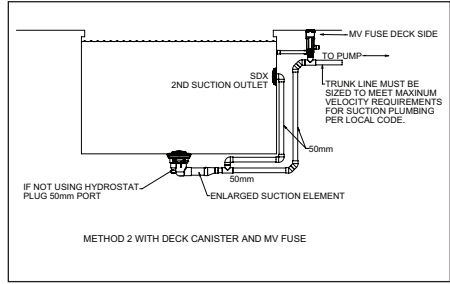 MV FUSE DECK SIDE
TO PUMP
SDX
2ND SUCTION OUTLET
TRUNK LINE MUST BE
SIZED TO MEET MAXINUM
VELOCITY REQUIREMENTS
FOR SUCTION PLUMBING
PER LOCAL CODE.
50mm
50mm
IF NOT USING HYDROSTAT
PLUG 50mm PORT
ENLARGED SUCTION ELEMENT
METHOD 2 WITH DECK CANISTER AND MV FUSE